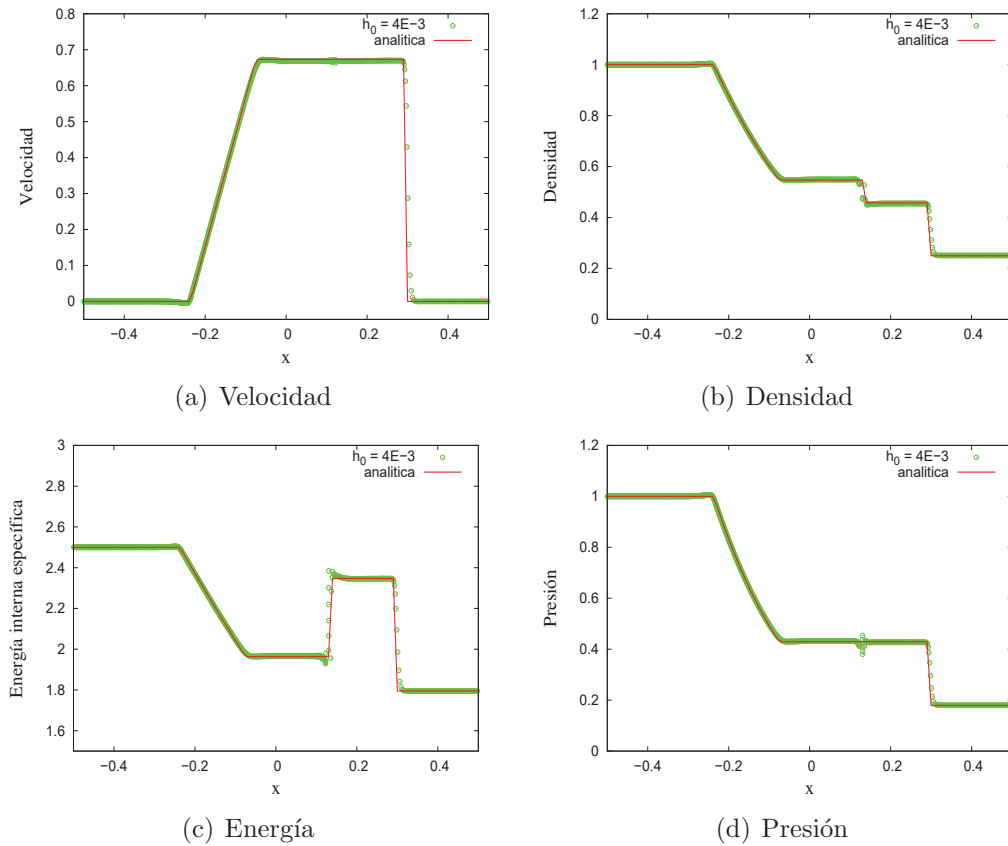 h₀ = 4E−3
analitica
0.8
0.7
0.6
0.5
0.4
0.3
0.2
0.1
0
Velocidad
−0.4 −0.2 0 0.2 0.4
x
(a) Velocidad
h₀ = 4E−3
analitica
1.2
1
0.8
0.6
0.4
0.2
0
Densidad
−0.4 −0.2 0 0.2 0.4
x
(b) Densidad
h₀ = 4E−3
analitica
3
2.8
2.6
2.4
2.2
2
1.8
1.6
Energía interna específica
−0.4 −0.2 0 0.2 0.4
x
(c) Energía
h₀ = 4E−3
analitica
1.2
1
0.8
0.6
0.4
0.2
0
Presión
−0.4 −0.2 0 0.2 0.4
x
(d) Presión